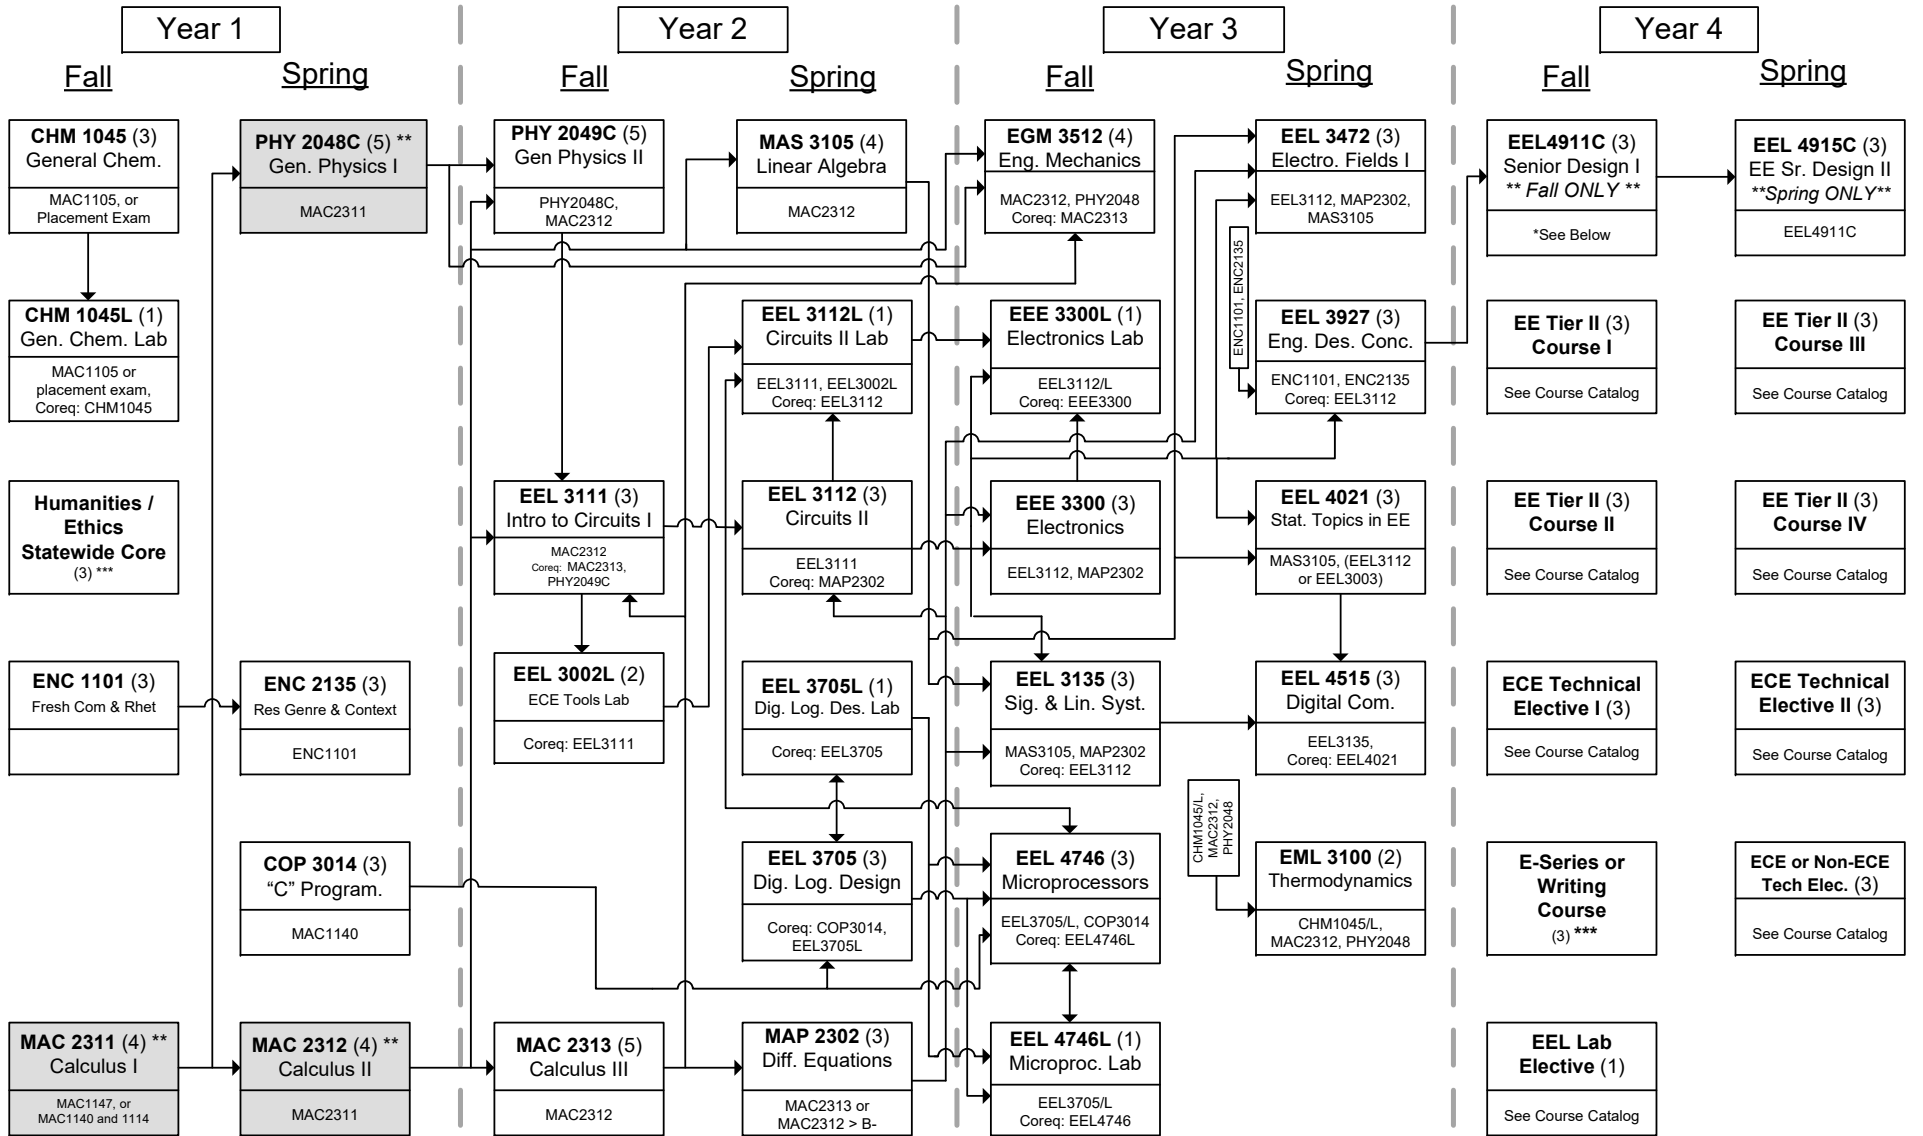 Year 1
Year 2
Year 3
Year 4
Fall
Spring
Fall
Spring
Fall
Spring
Fall
Spring
CHM 1045 (3)
General Chem.
MAC1105, or
Placement Exam
PHY 2048C (5) **
Gen. Physics I
MAC2311
PHY 2049C (5)
Gen Physics II
PHY2048C,
MAC2312
MAS 3105 (4)
Linear Algebra
MAC2312
EGM 3512 (4)
Eng. Mechanics
MAC2312, PHY2048
Coreq: MAC2313
EEL 3472 (3)
Electro. Fields I
EEL3112, MAP2302,
MAS3105
EEL4911C (3)
Senior Design I
** Fall ONLY **
*See Below
EEL 4915C (3)
EE Sr. Design II
**Spring ONLY**
EEL4911C
CHM 1045L (1)
Gen. Chem. Lab
MAC1105 or
placement exam,
Coreq: CHM1045
EEL 3112L (1)
Circuits II Lab
EEL3111, EEL3002L
Coreq: EEL3112
EEE 3300L (1)
Electronics Lab
EEL3112/L
Coreq: EEE3300
ENC1101, ENC2135
EEL 3927 (3)
Eng. Des. Conc.
ENC1101, ENC2135
Coreq: EEL3112
EE Tier II (3)
Course I
See Course Catalog
EE Tier II (3)
Course III
See Course Catalog
Humanities /
Ethics
Statewide Core
(3) ***
EEL 3111 (3)
Intro to Circuits I
MAC2312
Coreq: MAC2313,
PHY2049C
EEL 3112 (3)
Circuits II
EEL3111
Coreq: MAP2302
EEE 3300 (3)
Electronics
EEL3112, MAP2302
EEL 4021 (3)
Stat. Topics in EE
MAS3105, (EEL3112
or EEL3003)
EE Tier II (3)
Course II
See Course Catalog
EE Tier II (3)
Course IV
See Course Catalog
ENC 1101 (3)
Fresh Com & Rhet
ENC 2135 (3)
Res Genre & Context
ENC1101
EEL 3002L (2)
ECE Tools Lab
Coreq: EEL3111
EEL 3705L (1)
Dig. Log. Des. Lab
Coreq: EEL3705
EEL 3135 (3)
Sig. & Lin. Syst.
MAS3105, MAP2302
Coreq: EEL3112
EEL 4515 (3)
Digital Com.
EEL3135,
Coreq: EEL4021
ECE Technical
Elective I (3)
See Course Catalog
ECE Technical
Elective II (3)
See Course Catalog
COP 3014 (3)
“C” Program.
MAC1140
EEL 3705 (3)
Dig. Log. Design
Coreq: COP3014,
EEL3705L
EEL 4746 (3)
Microprocessors
EEL3705/L, COP3014
Coreq: EEL4746L
CHM1045/L,
MAC2312,
PHY2048
EML 3100 (2)
Thermodynamics
CHM1045/L,
MAC2312, PHY2048
E-Series or
Writing
Course
(3) ***
ECE or Non-ECE
Tech Elec. (3)
See Course Catalog
MAC 2311 (4) **
Calculus I
MAC1147, or
MAC1140 and 1114
MAC 2312 (4) **
Calculus II
MAC2311
MAC 2313 (5)
Calculus III
MAC2312
MAP 2302 (3)
Diff. Equations
MAC2313 or
MAC2312 > B-
EEL 4746L (1)
Microproc. Lab
EEL3705/L
Coreq: EEL4746
EEL Lab
Elective (1)
See Course Catalog